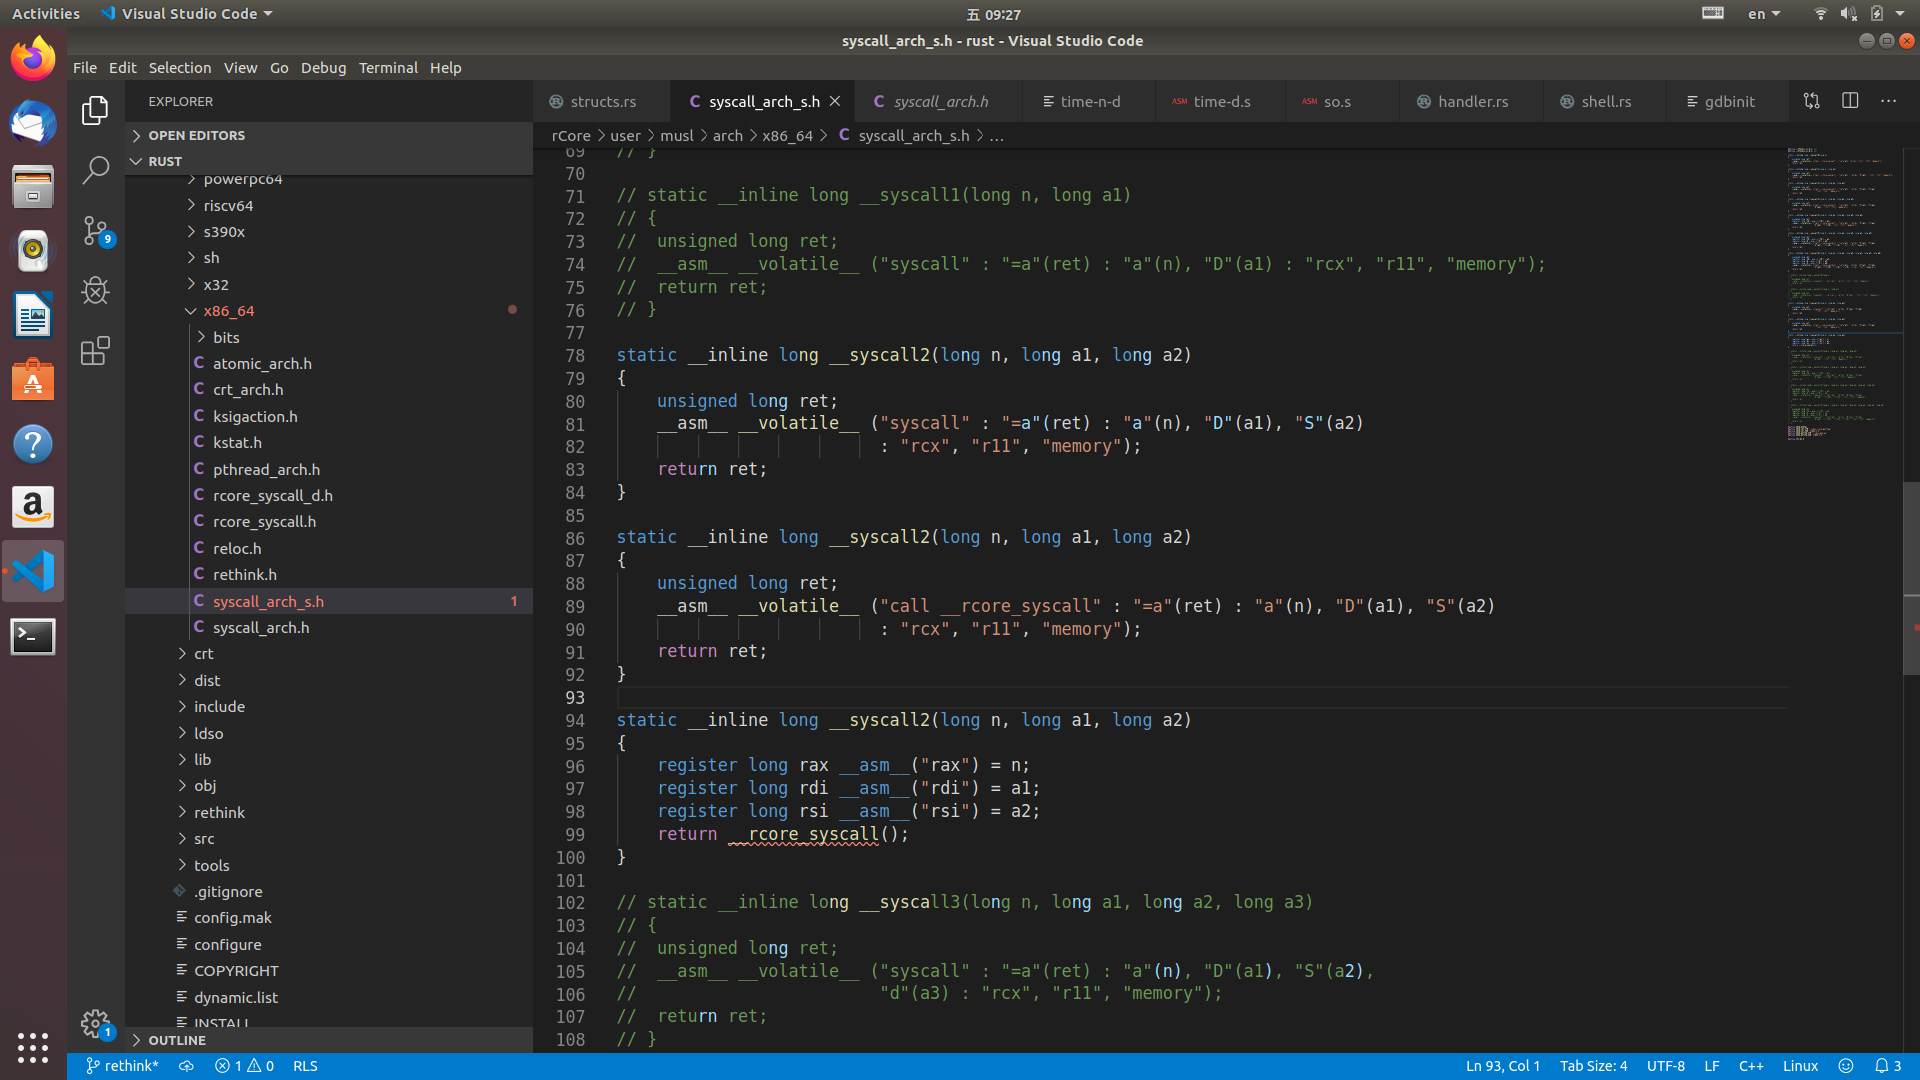 Activities
Visual Studio Code
五 09:27
en
syscall_arch_s.h - rust - Visual Studio Code
File Edit Selection View Go Debug Terminal Help
EXPLORER
OPEN EDITORS
RUST
powerpc64
riscv64
s390x
sh
x32
x86_64
bits
C atomic_arch.h
C crt_arch.h
C ksigaction.h
C kstat.h
C pthread_arch.h
C rcore_syscall_d.h
C rcore_syscall.h
C reloc.h
C rethink.h
C syscall_arch_s.h 1
C syscall_arch.h
crt
dist
include
ldso
lib
obj
rethink
src
tools
.gitignore
config.mak
configure
COPYRIGHT
dynamic.list
INSTALL
OUTLINE
9
1
structs.rs
C syscall_arch_s.h
C syscall_arch.h
time-n-d
ASM time-d.s
ASM so.s
handler.rs
shell.rs
gdbinit
rCore > user > musl > arch > x86_64 > C syscall_arch_s.h > ...
69 // }
70
71 // static __inline long __syscall1(long n, long a1)
72 // {
73 //  unsigned long ret;
74 //  __asm__ __volatile__ ("syscall" : "=a"(ret) : "a"(n), "D"(a1) : "rcx", "r11", "memory");
75 //  return ret;
76 // }
77
78 static __inline long __syscall2(long n, long a1, long a2)
79 {
80     unsigned long ret;
81     __asm__ __volatile__ ("syscall" : "=a"(ret) : "a"(n), "D"(a1), "S"(a2)
82                           : "rcx", "r11", "memory");
83     return ret;
84 }
85
86 static __inline long __syscall2(long n, long a1, long a2)
87 {
88     unsigned long ret;
89     __asm__ __volatile__ ("call __rcore_syscall" : "=a"(ret) : "a"(n), "D"(a1), "S"(a2)
90                           : "rcx", "r11", "memory");
91     return ret;
92 }
93
94 static __inline long __syscall2(long n, long a1, long a2)
95 {
96     register long rax __asm__("rax") = n;
97     register long rdi __asm__("rdi") = a1;
98     register long rsi __asm__("rsi") = a2;
99     return __rcore_syscall();
100 }
101
102 // static __inline long __syscall3(long n, long a1, long a2, long a3)
103 // {
104 //  unsigned long ret;
105 //  __asm__ __volatile__ ("syscall" : "=a"(ret) : "a"(n), "D"(a1), "S"(a2),
106 //                        "d"(a3) : "rcx", "r11", "memory");
107 //  return ret;
108 // }
rethink* 1 0 RLS
Ln 93, Col 1 Tab Size: 4 UTF-8 LF C++ Linux 3